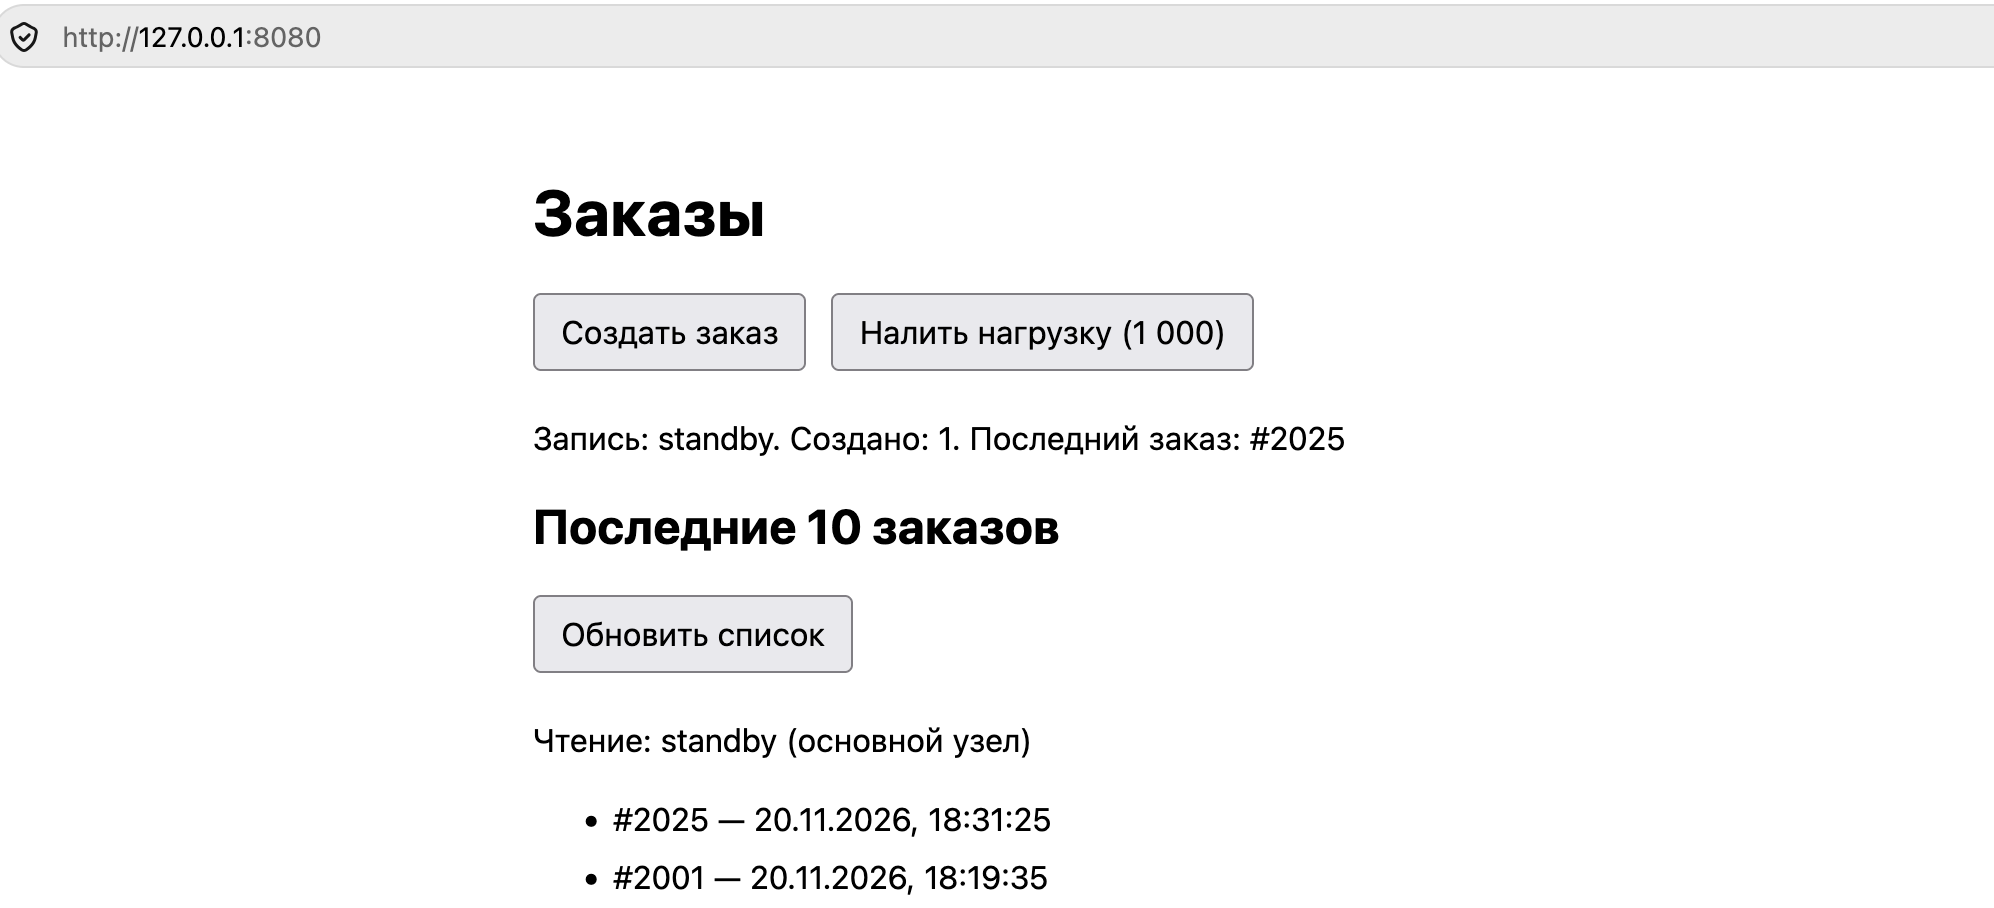 http://127.0.0.1:8080
Заказы
Создать заказ Налить нагрузку (1 000)
Запись: standby. Создано: 1. Последний заказ: #2025
Последние 10 заказов
Обновить список
Чтение: standby (основной узел)
• #2025 — 20.11.2026, 18:31:25
• #2001 — 20.11.2026, 18:19:35